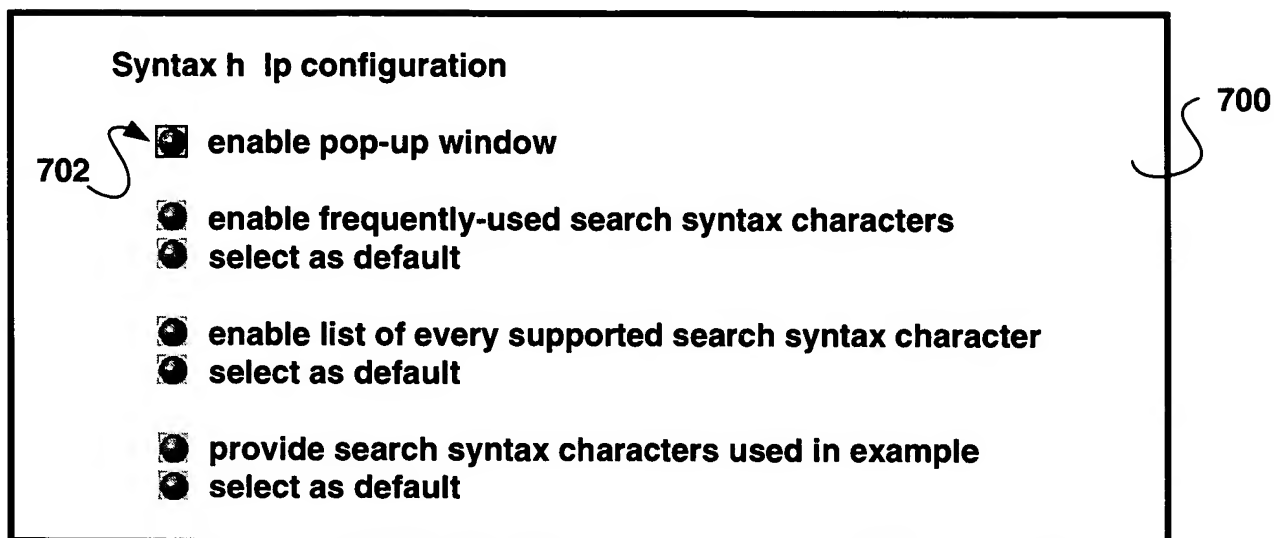 Syntax h lp configuration
700
enable pop-up window
702
enable frequently-used search syntax characters
select as default
enable list of every supported search syntax character
select as default
provide search syntax characters used in example
select as default